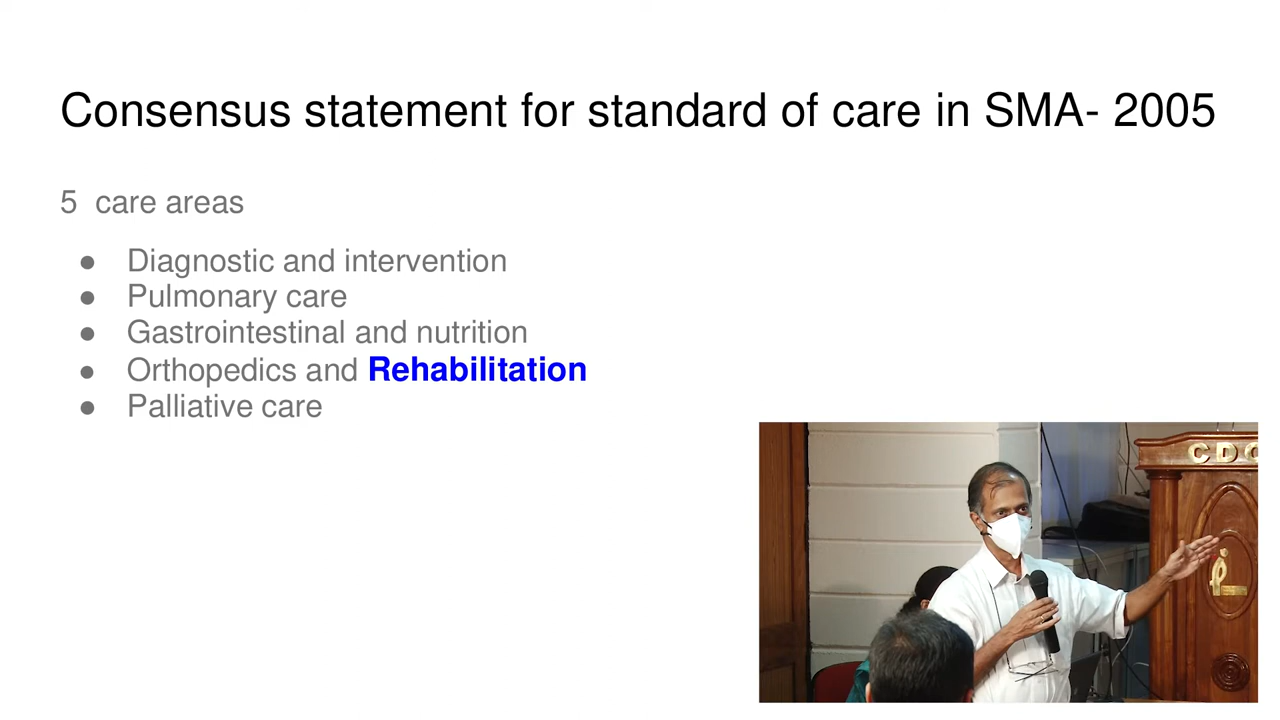 Consensus statement for standard of care in SMA- 2005
5 care areas
● Diagnostic and intervention
● Pulmonary care
● Gastrointestinal and nutrition
● Orthopedics and Rehabilitation
● Palliative care
CDC